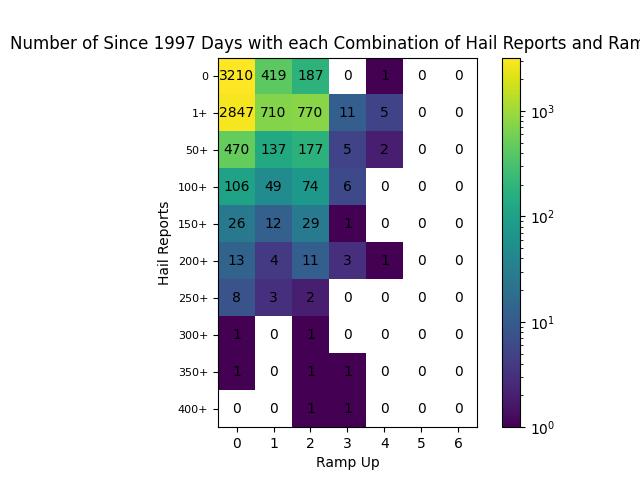 Number of Since 1997 Days with each Combination of Hail Reports and Ram
0 3210 419 187 0 1 0 0
1+ 2847 710 770 11 5 0 0
50+ 470 137 177 5 2 0 0
100+ 106 49 74 6 0 0 0
150+ 26 12 29 1 0 0 0
200+ 13 4 11 3 1 0 0
250+ 8 3 2 0 0 0 0
300+ 1 0 1 0 0 0 0
350+ 1 0 1 1 0 0 0
400+ 0 0 1 1 0 0 0
0 1 2 3 4 5 6
Ramp Up
Hail Reports
10³
10²
10¹
10⁰